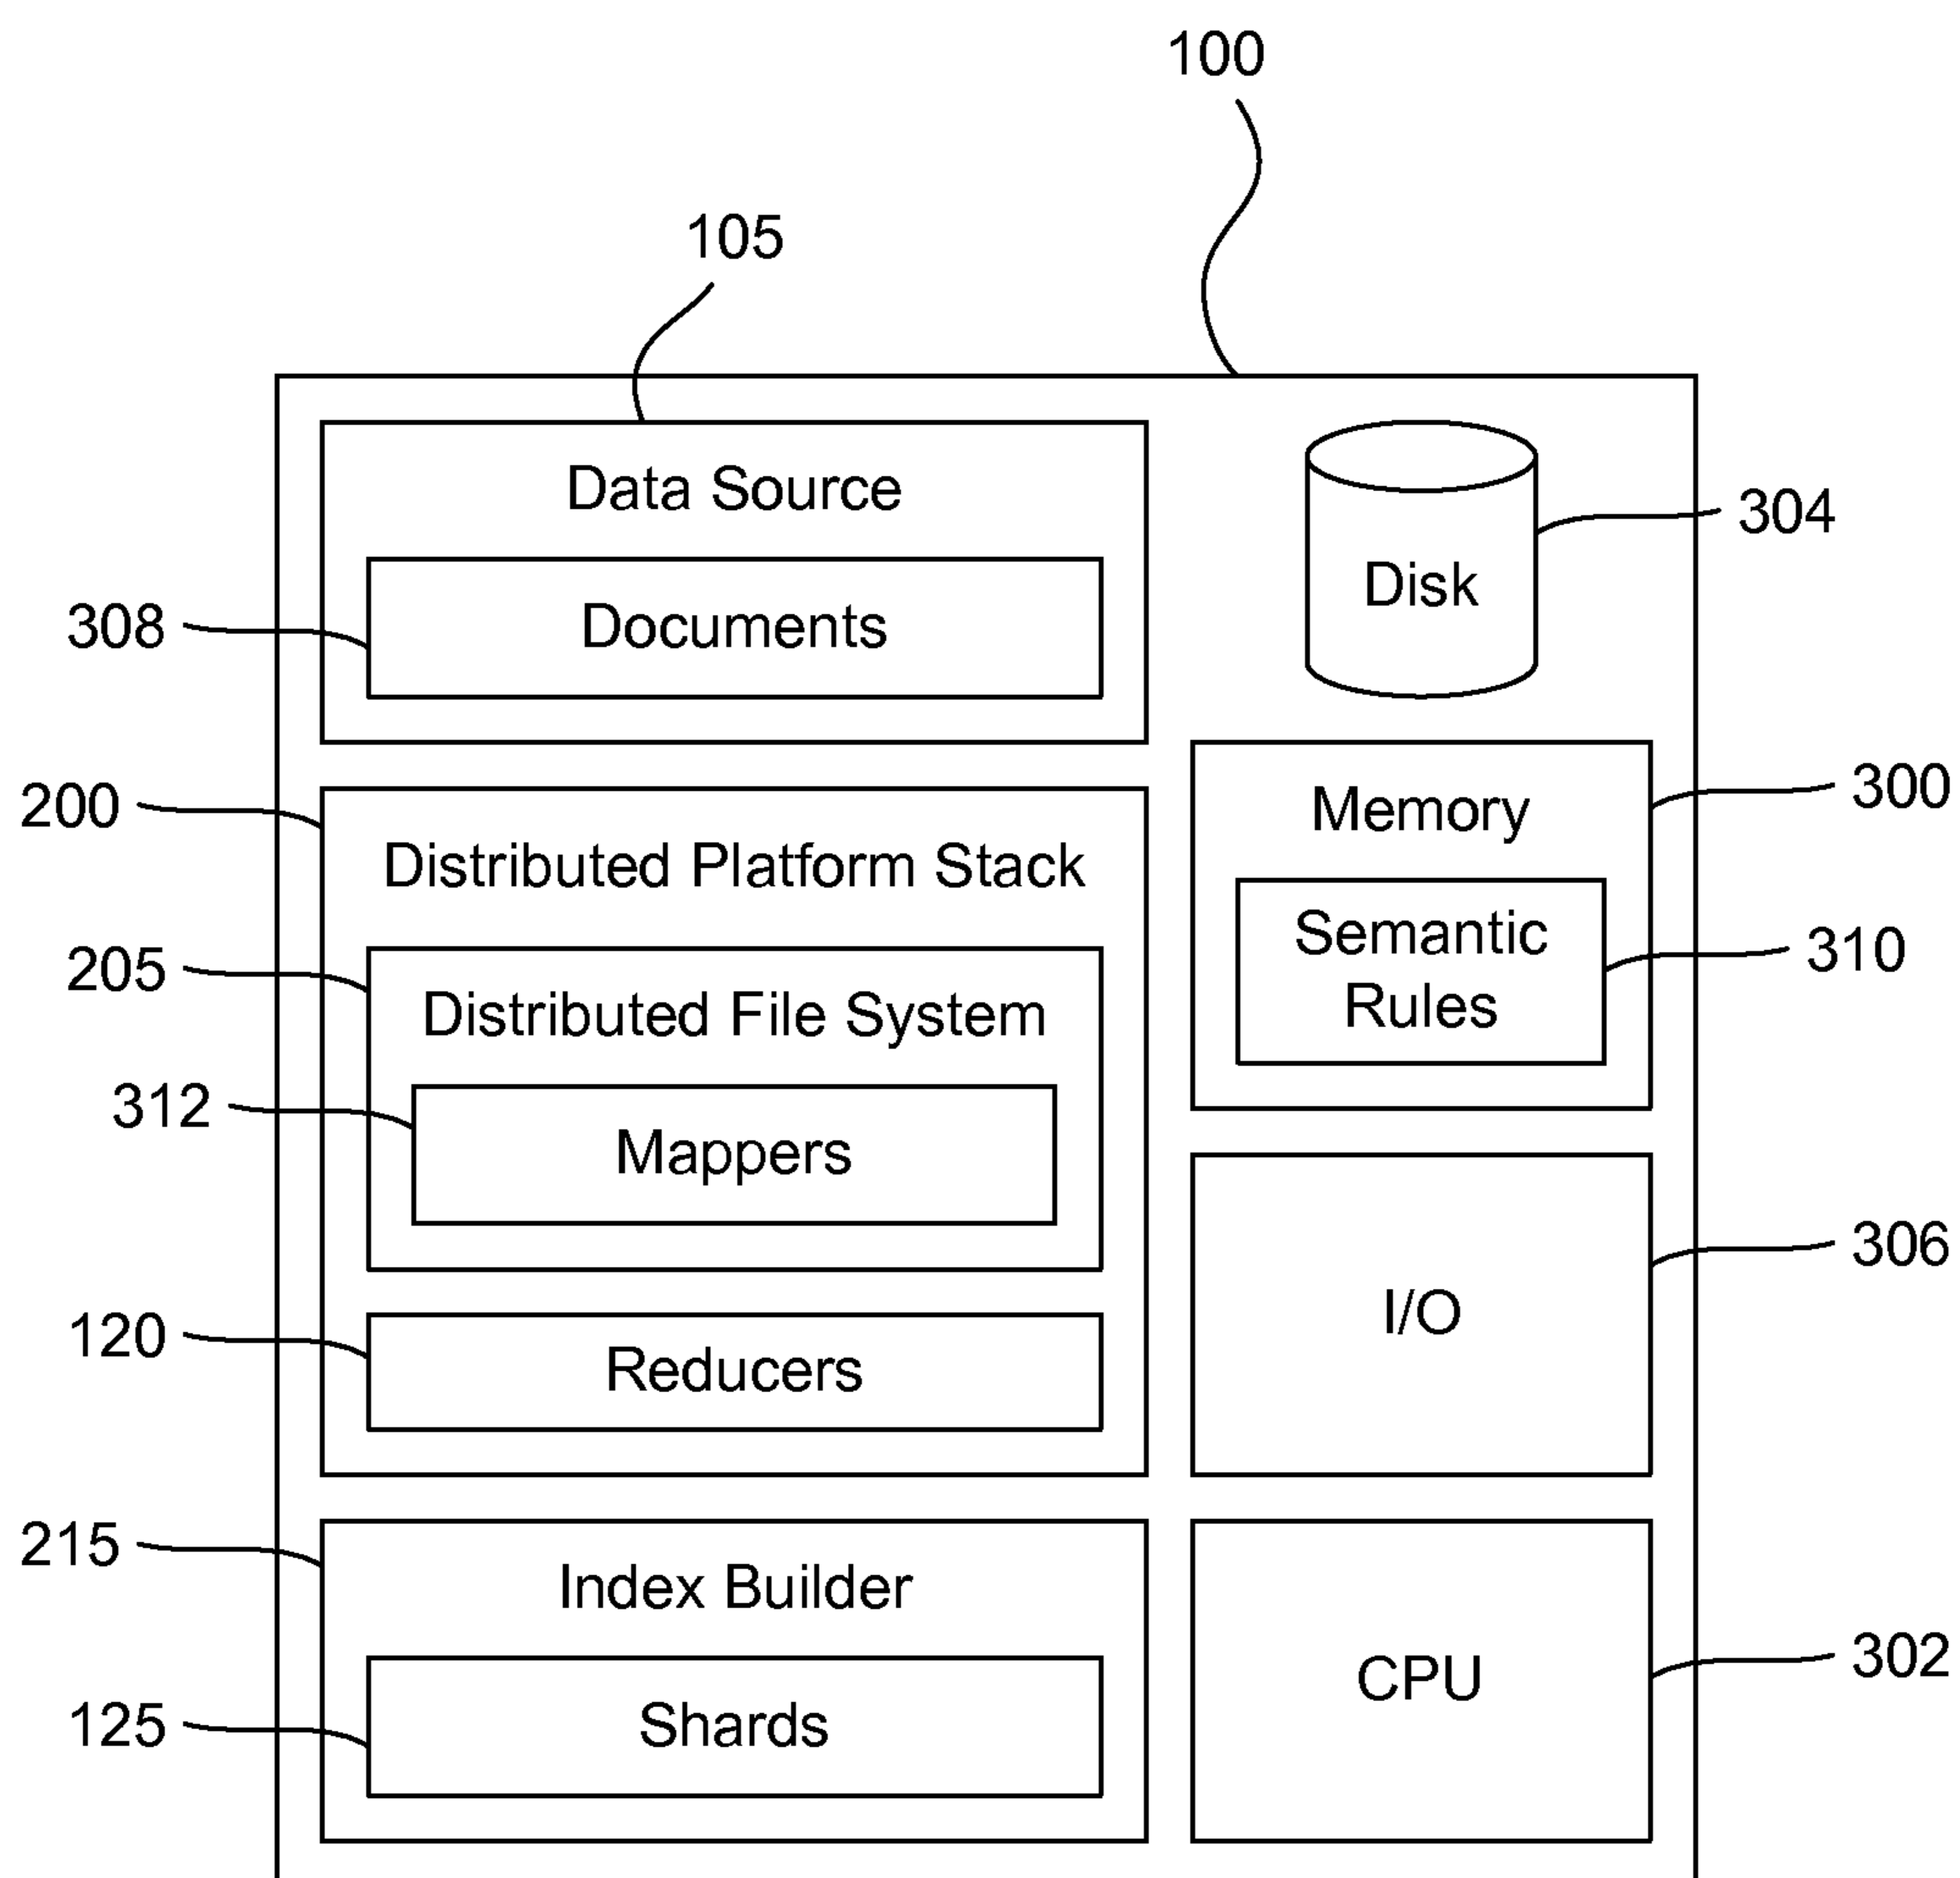 100
105
Data Source
304
Disk
308
Documents
200
300
Memory
Distributed Platform Stack
Semantic
Rules
310
205
Distributed File System
312
Mappers
306
I/O
120
Reducers
215
Index Builder
302
CPU
125
Shards